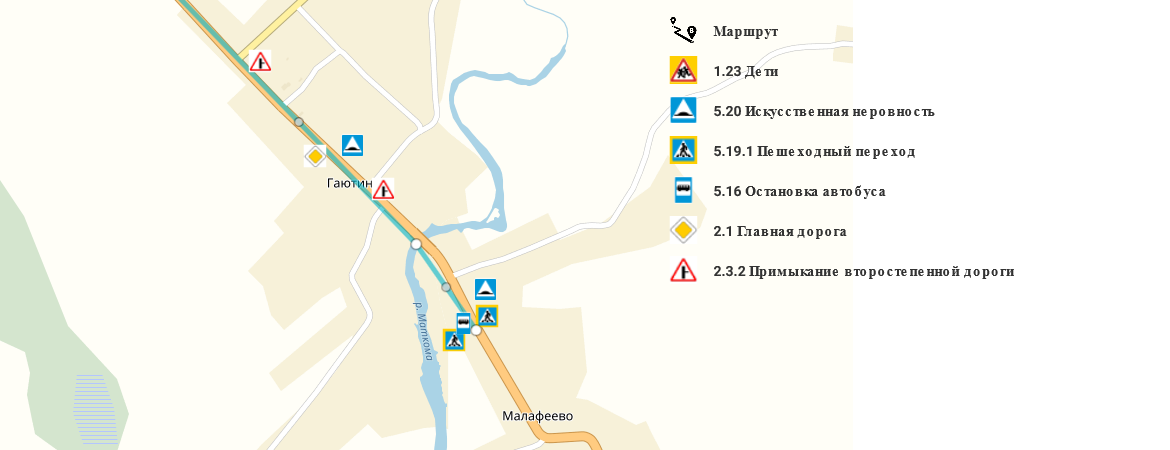 Маршрут
1.23 Дети
5.20 Искусственная неровность
5.19.1 Пешеходный переход
5.16 Остановка автобуса
2.1 Главная дорога
2.3.2 Примыкание второстепенной дороги
Гаютин
р. Маткома
Малафеево